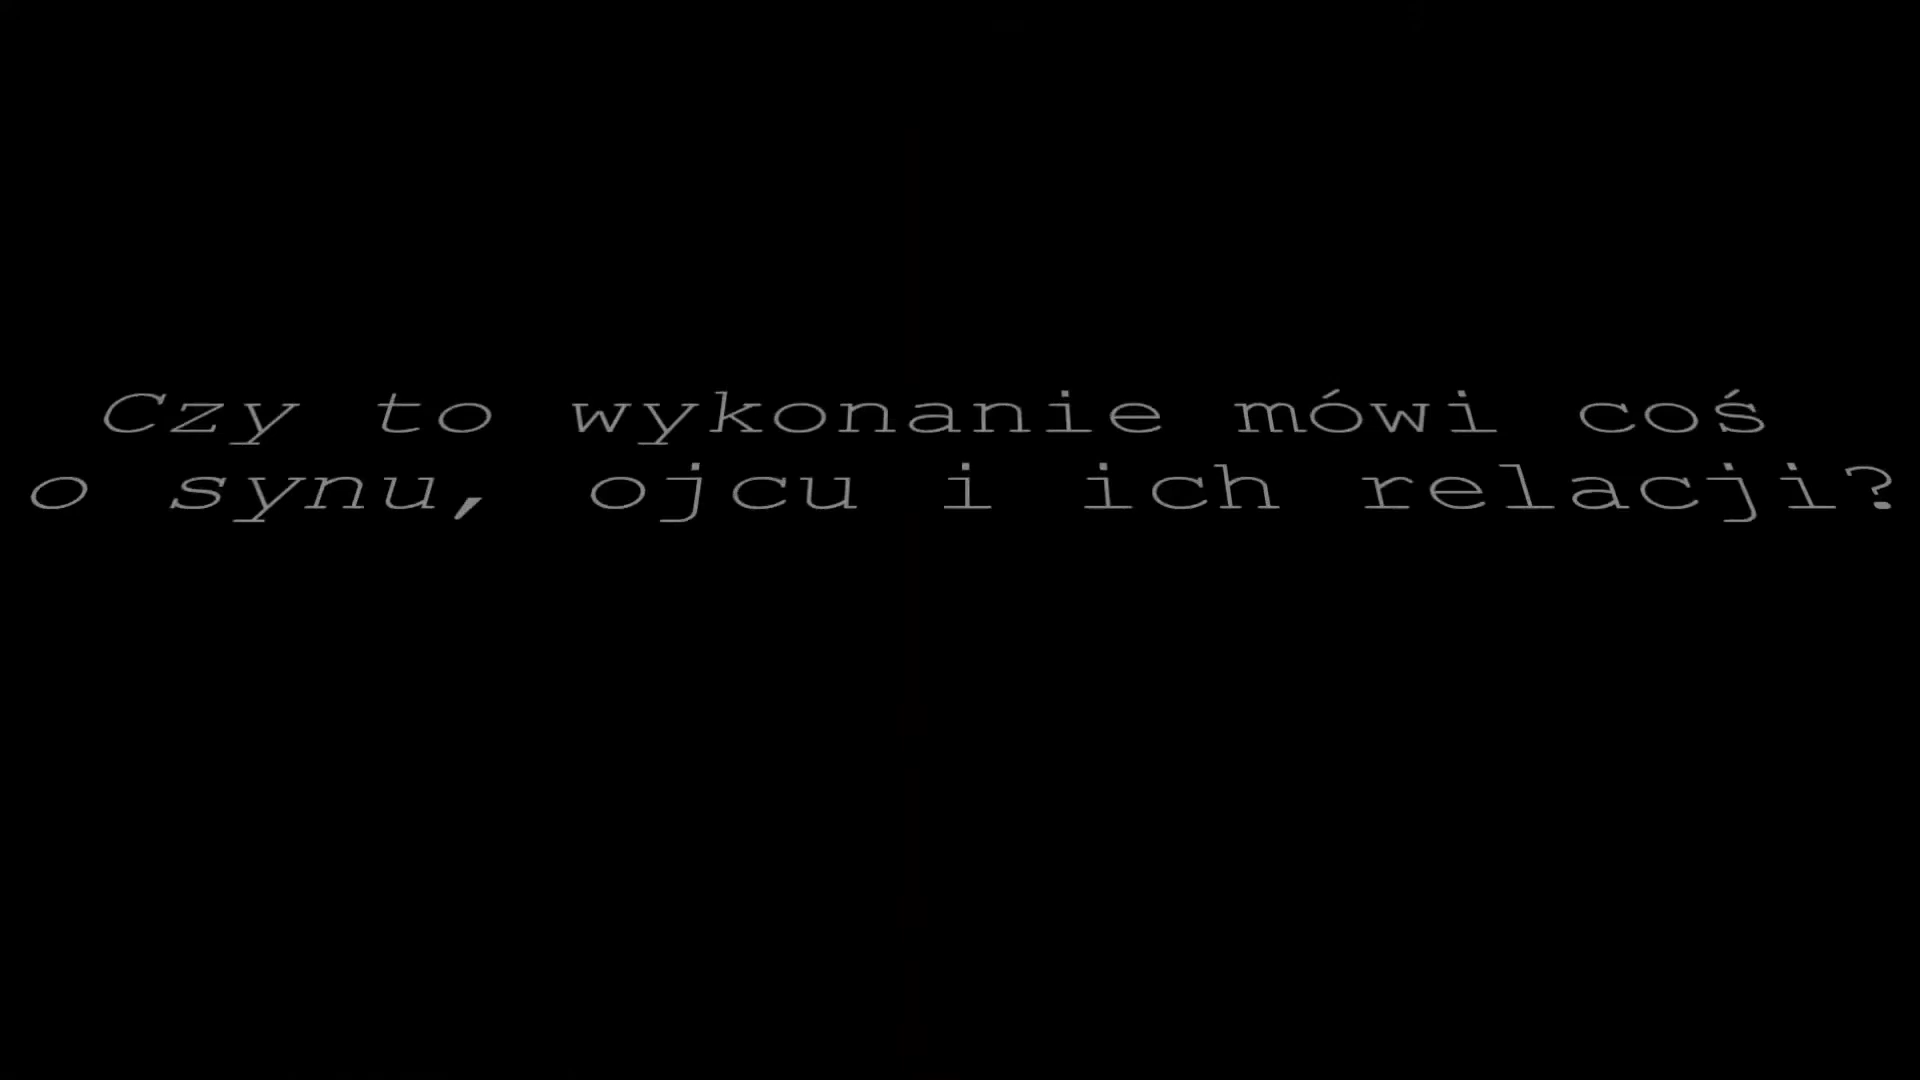 Czy to wykonanie mówi coś
o synu, ojcu i ich relacji?